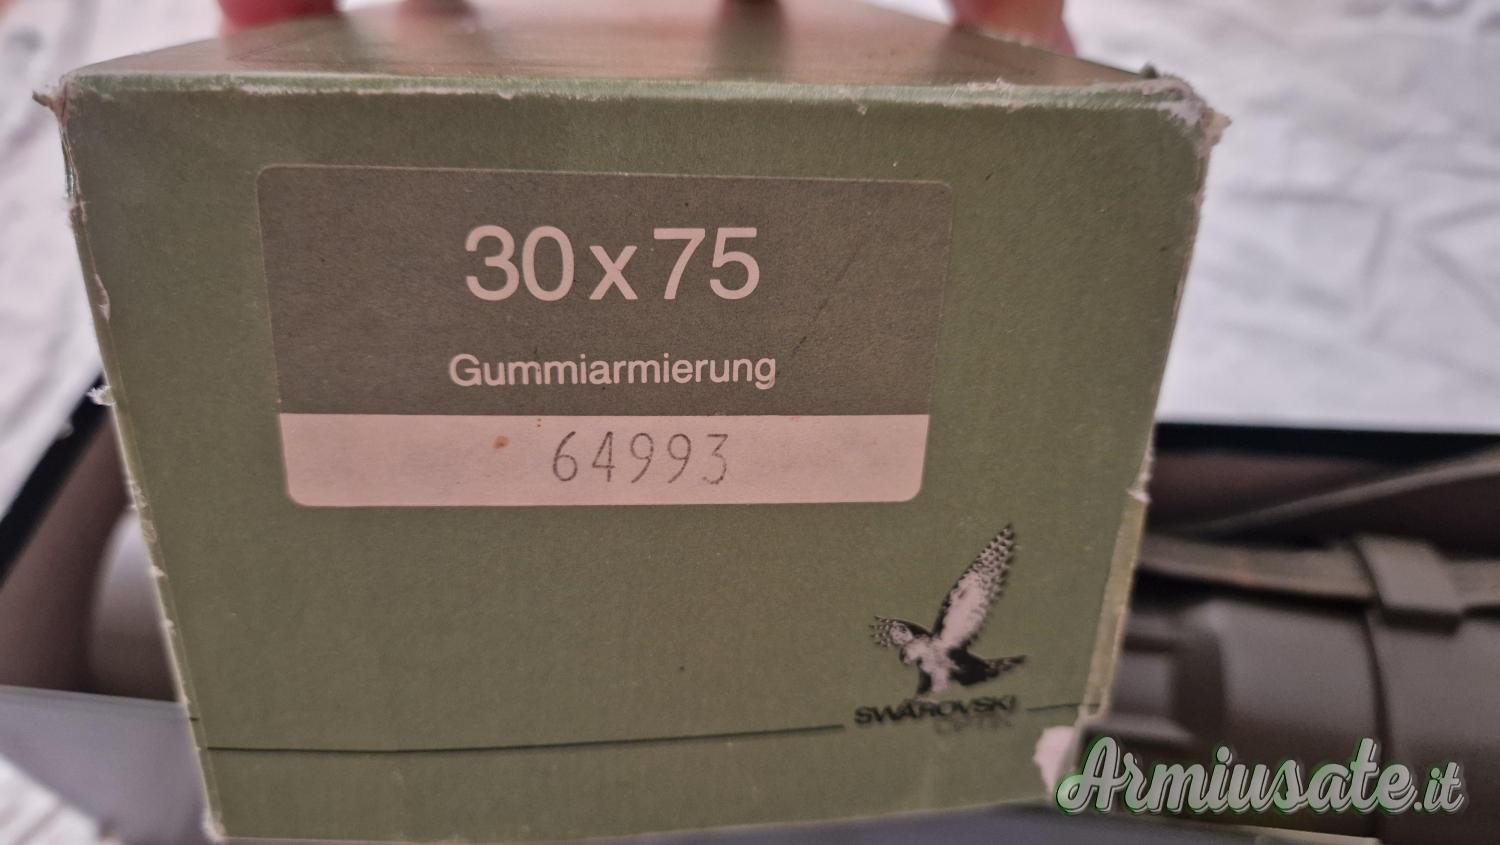 30x75
Gummiarmierung
64993
SWAROVSKI
OPTIK
Armiusate.it